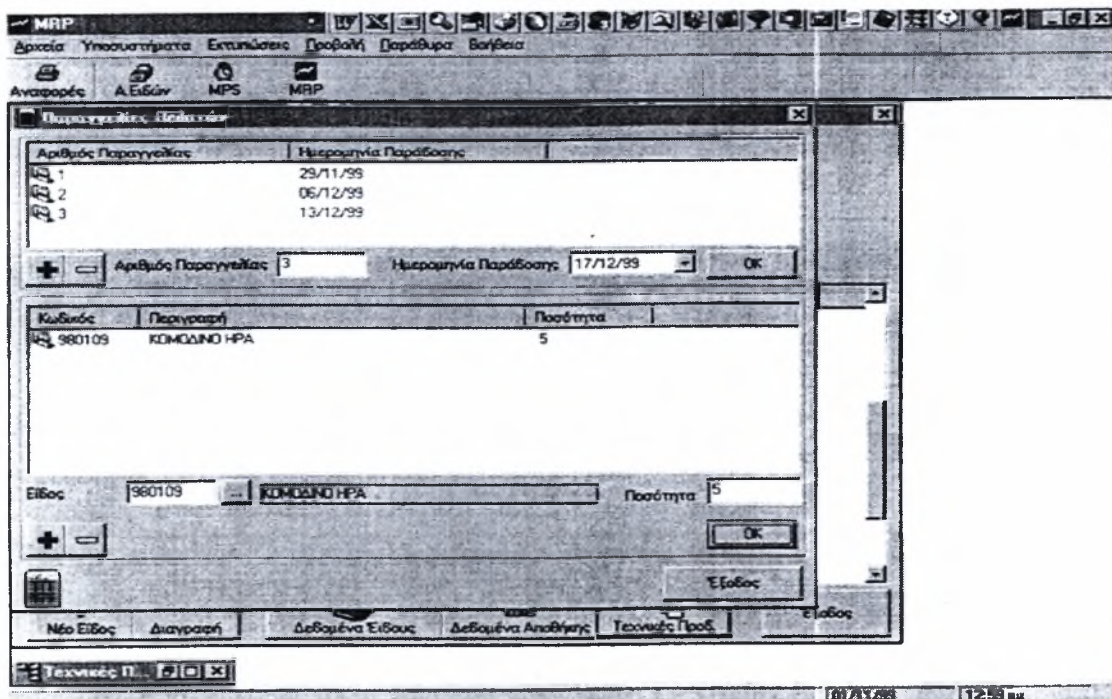 MRP
Αρχεία Υποσυστήματα Εκτυπώσεις Προβολή Παράθυρα Βοήθεια
Αναφορές Α.Ειδών MPS MRP
Παραγγελίες Πελατών
Αριθμός Παραγγελίας Ημερομηνία Παράδοσης
1 29/11/99
2 06/12/99
3 13/12/99
Αριθμός Παραγγελίας 3 Ημερομηνία Παράδοσης 17/12/99 OK
Κωδικός Περιγραφή Ποσότητα
980109 ΚΟΜΟΔΙΝΟ ΗΡΑ 5
Είδος 980109 ... ΚΟΜΟΔΙΝΟ ΗΡΑ Ποσότητα 5
OK
Έξοδος
Νέο Είδος Διαγραφή Δεδομένα Είδους Δεδομένα Αποθήκης Τεχνικές Προδ. Έξοδος
Τεχνικές Π...